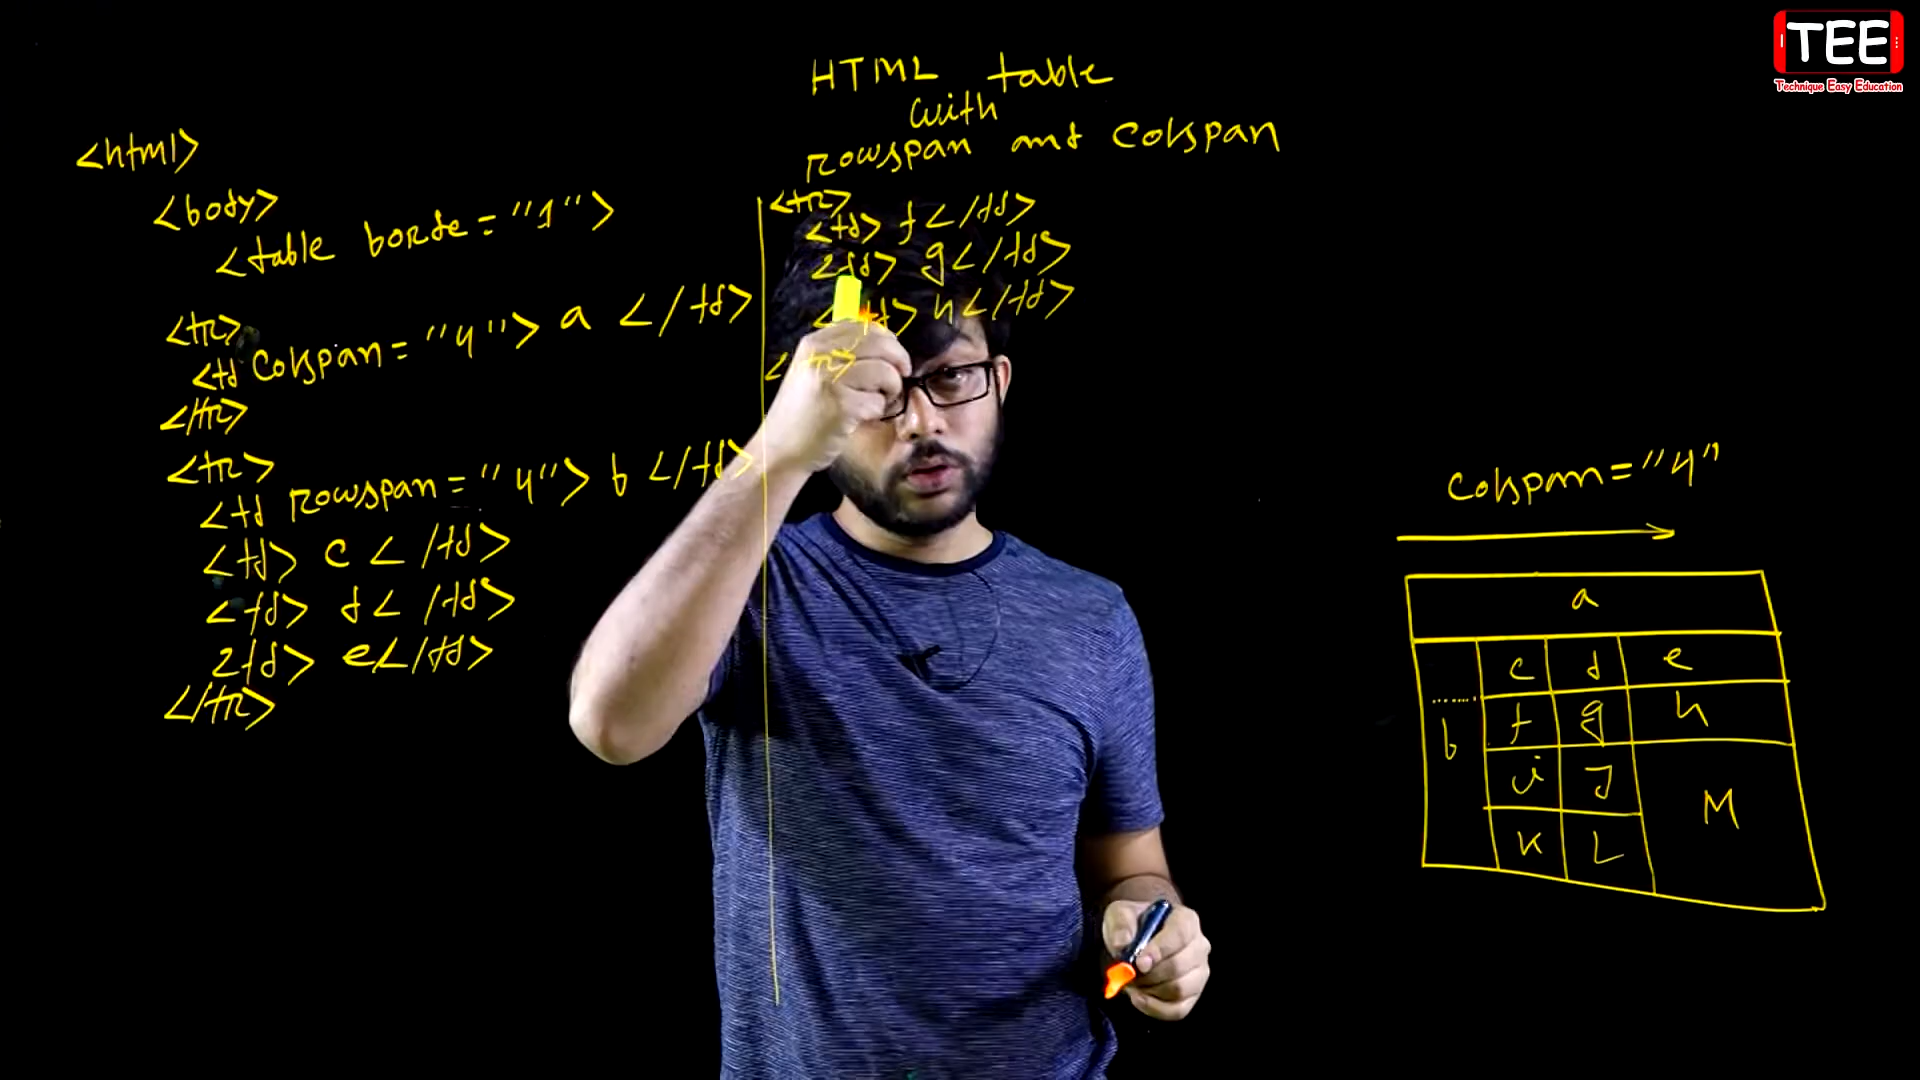 TEE
Technique Easy Education
HTML table
with
rowspan and Colspan
<html>
<body>
<table borde="1">
<tr>
<td Colspan="4"> a </td>
</tr>
<tr>
<td rowspan="4"> b </td>
<td> c </td>
<td> d </td>
<td> e</td>
</tr>
<tr>
<td> f </td>
<td> g</td>
<td> h</td>
</tr>
Colspan="4"
a
b c d e
f g h
i J M
K L